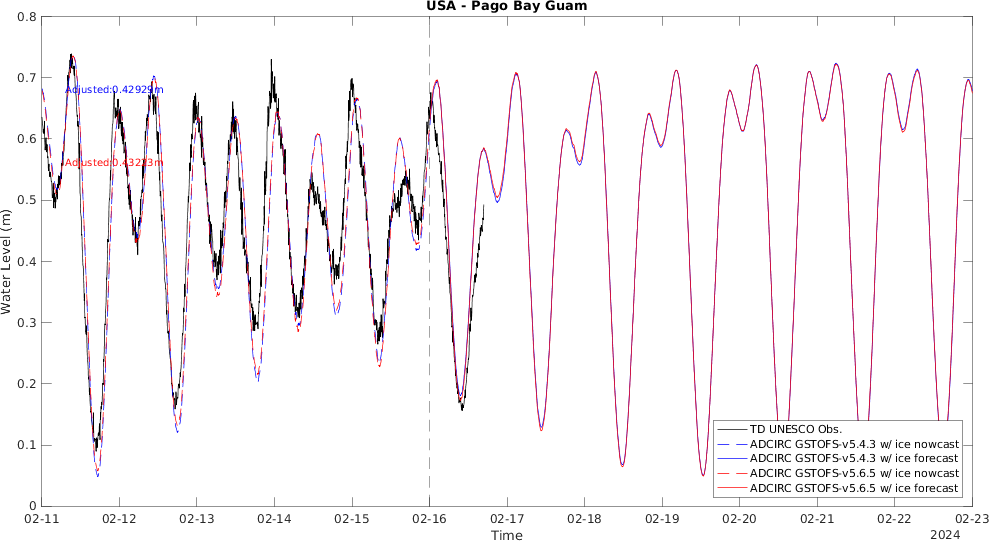 USA - Pago Bay Guam
0.8
0.7
0.6
0.5
0.4
0.3
0.2
0.1
0
Water Level (m)
Adjusted:0.42929m
Adjusted:0.43213m
TD UNESCO Obs.
ADCIRC GSTOFS-v5.4.3 w/ ice nowcast
ADCIRC GSTOFS-v5.4.3 w/ ice forecast
ADCIRC GSTOFS-v5.6.5 w/ ice nowcast
ADCIRC GSTOFS-v5.6.5 w/ ice forecast
02-11 02-12 02-13 02-14 02-15 02-16 02-17 02-18 02-19 02-20 02-21 02-22 02-23
Time
2024